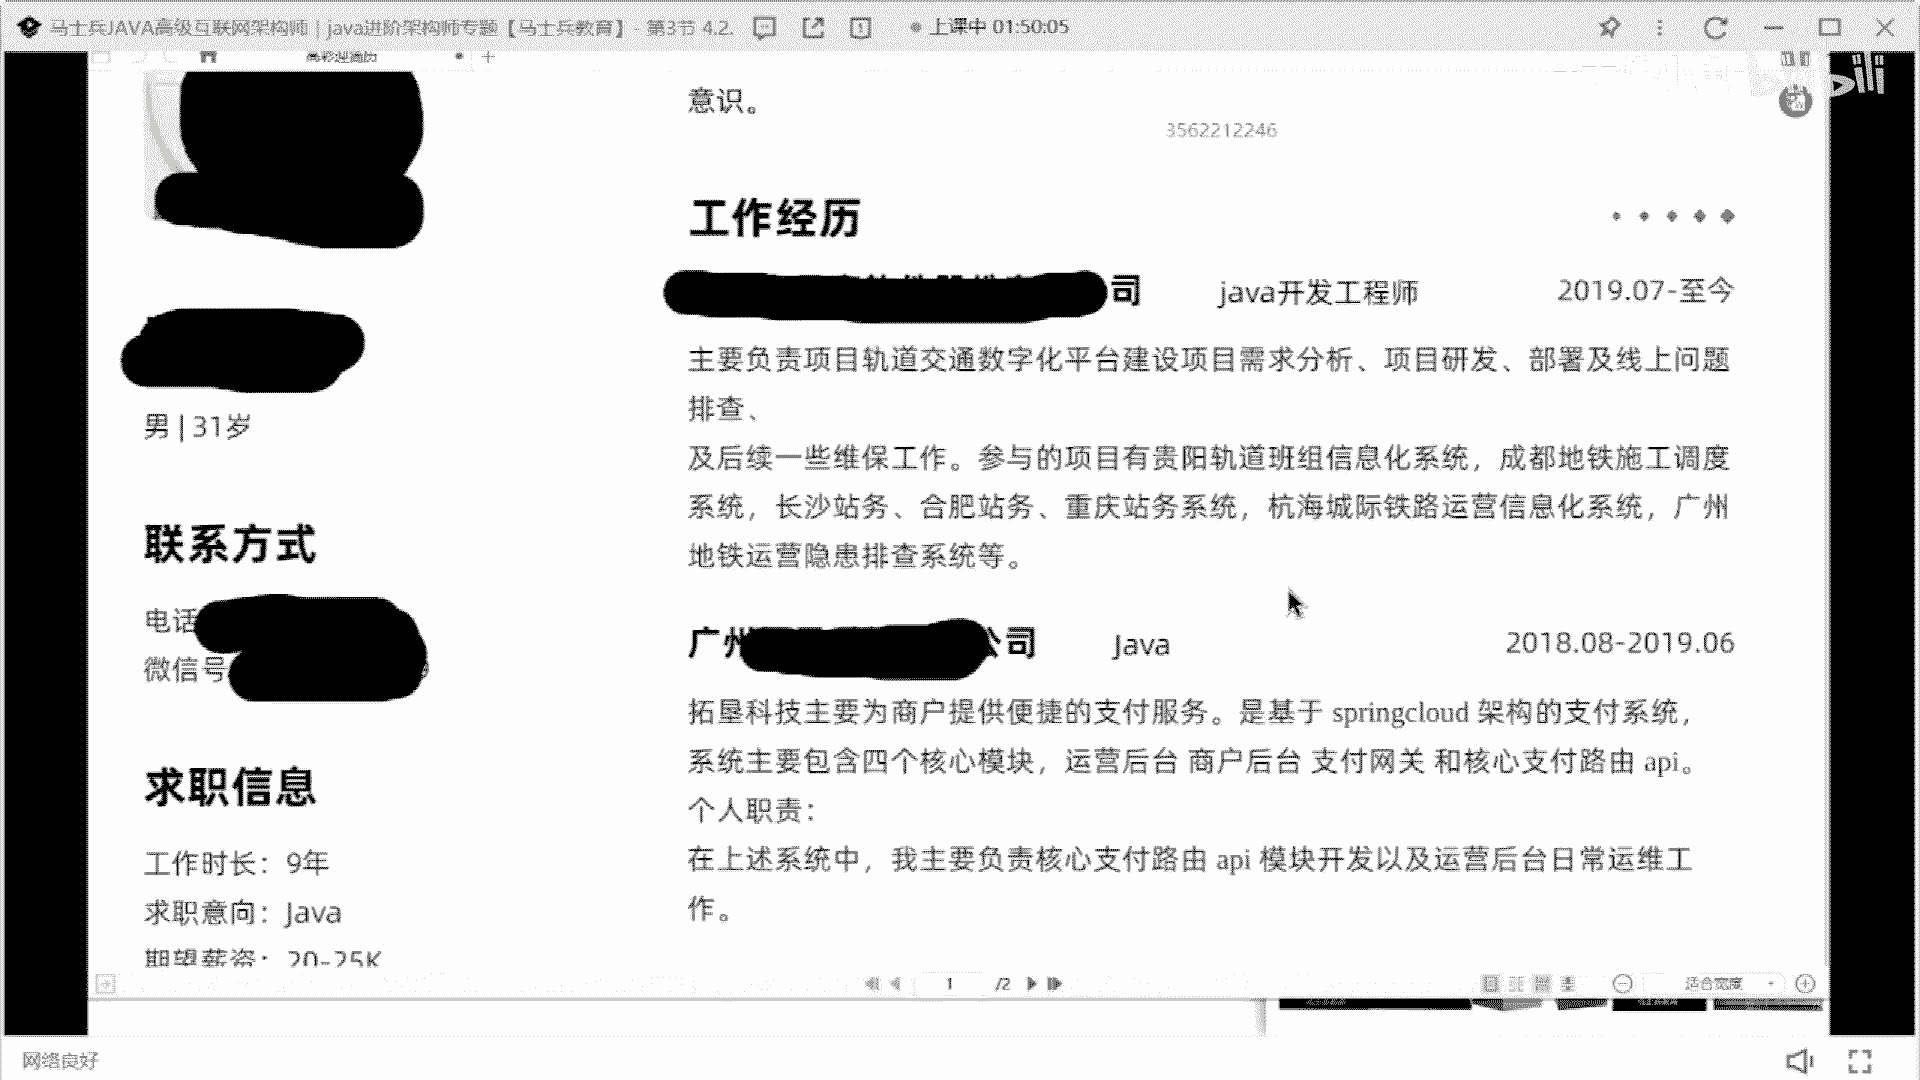 马士兵JAVA高级互联网架构师｜java进阶架构师专题【马士兵教育】- 第3节 4.2.
上课中 01:50:05
意识。
3562212246
工作经历
司 java开发工程师 2019.07-至今
主要负责项目轨道交通数字化平台建设项目需求分析、项目研发、部署及线上问题
排查、
及后续一些维保工作。参与的项目有贵阳轨道班组信息化系统，成都地铁施工调度
系统，长沙站务、合肥站务、重庆站务系统，杭海城际铁路运营信息化系统，广州
地铁运营隐患排查系统等。
广州 公司 Java 2018.08-2019.06
拓垦科技主要为商户提供便捷的支付服务。是基于 springcloud 架构的支付系统，
系统主要包含四个核心模块，运营后台 商户后台 支付网关 和核心支付路由 api。
个人职责：
在上述系统中，我主要负责核心支付路由 api 模块开发以及运营后台日常运维工
作。
男 | 31岁
联系方式
电话
微信号
求职信息
工作时长：9年
求职意向：Java
期望薪资：20-25K
1 /2
适合宽度
网络良好